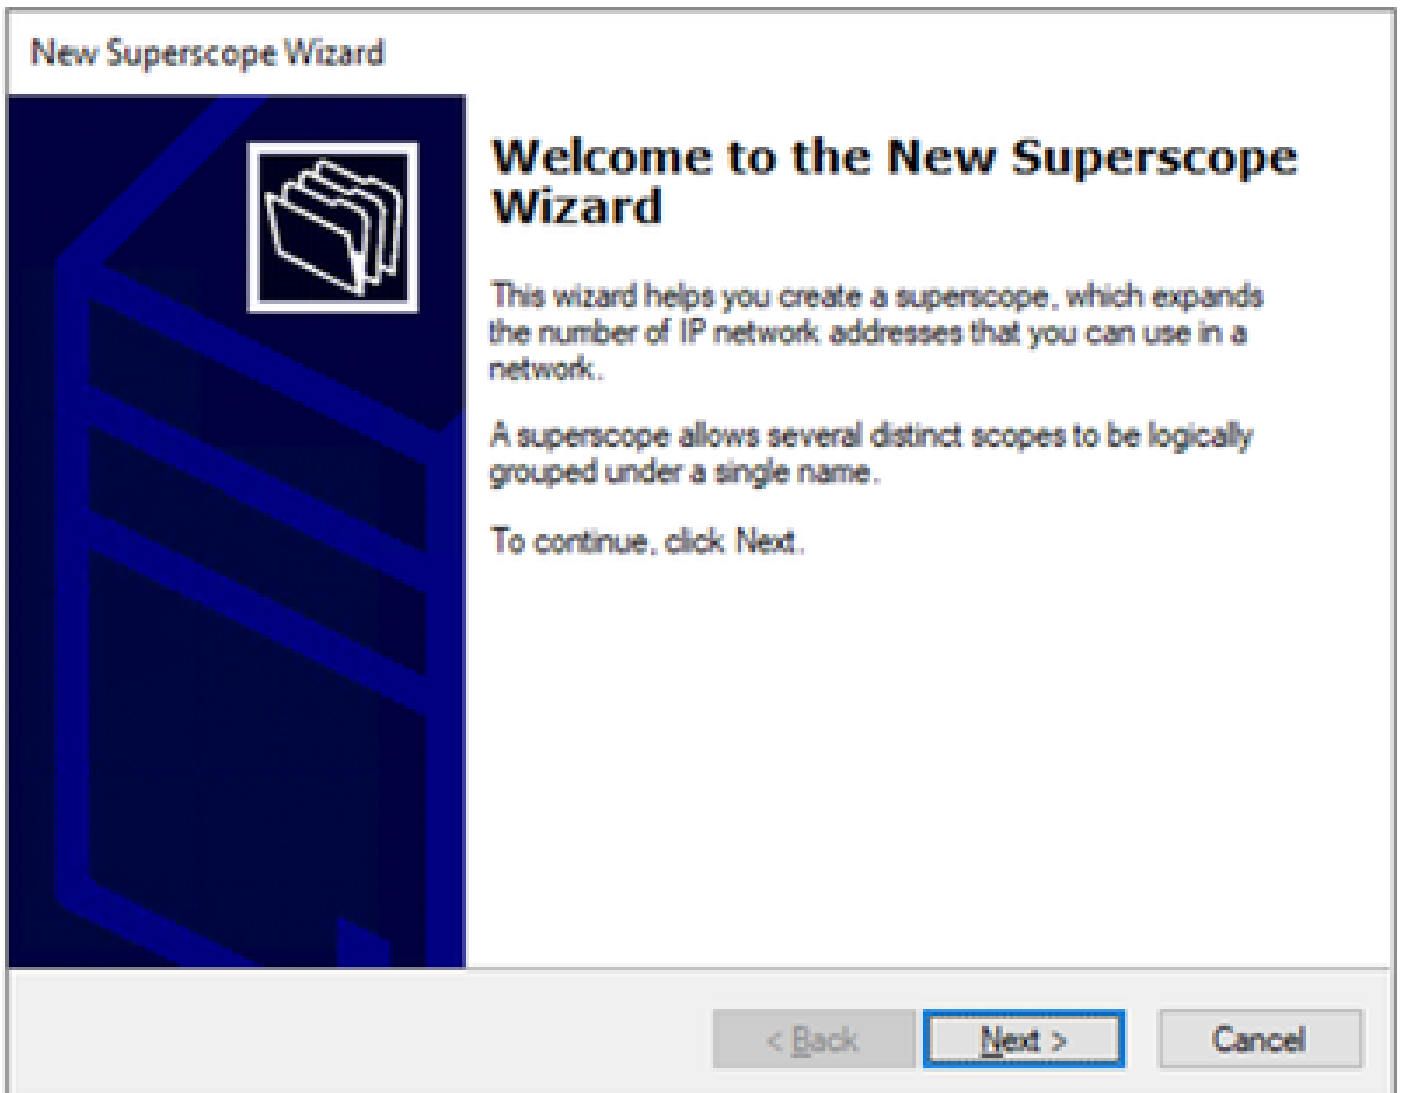 New Superscope Wizard
Welcome to the New Superscope
Wizard
This wizard helps you create a superscope, which expands
the number of IP network addresses that you can use in a
network.
A superscope allows several distinct scopes to be logically
grouped under a single name.
To continue, click Next.
< Back
Next >
Cancel